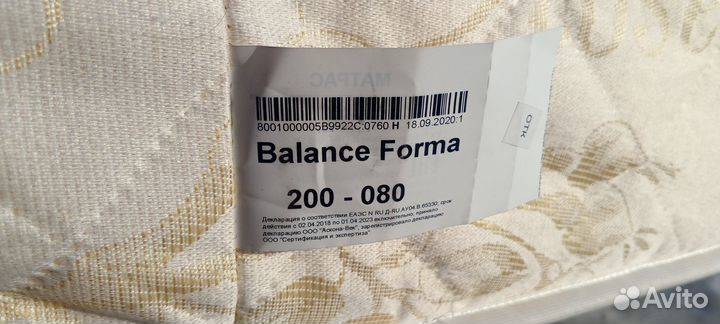 МАТРАС
8001000005B9922C:0760 H 18.09.2020:1
Balance Forma
200 - 080
ОТК
Декларация о соответствии ЕАЭС N RU Д-RU.АУ04.В.65330, срок
действия с 02.04.2018 по 01.04.2023 включительно, приняло
декларацию ООО "Аскона-Век", зарегистрировало декларацию
ООО "Сертификация и экспертиза"
Avito